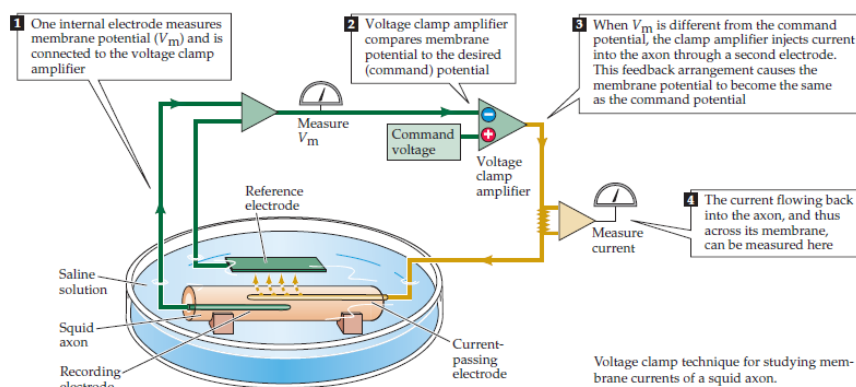 1 One internal electrode measures
membrane potential (Vm) and is
connected to the voltage clamp
amplifier
2 Voltage clamp amplifier
compares membrane
potential to the desired
(command) potential
3 When Vm is different from the command
potential, the clamp amplifier injects current
into the axon through a second electrode.
This feedback arrangement causes the
membrane potential to become the same
as the command potential
Measure
Vm
Command
voltage
−
+
Voltage
clamp
amplifier
Reference
electrode
Measure
current
4 The current flowing back
into the axon, and thus
across its membrane,
can be measured here
Saline
solution
Squid
axon
Recording
electrode
Current-
passing
electrode
Voltage clamp technique for studying mem-
brane currents of a squid axon.